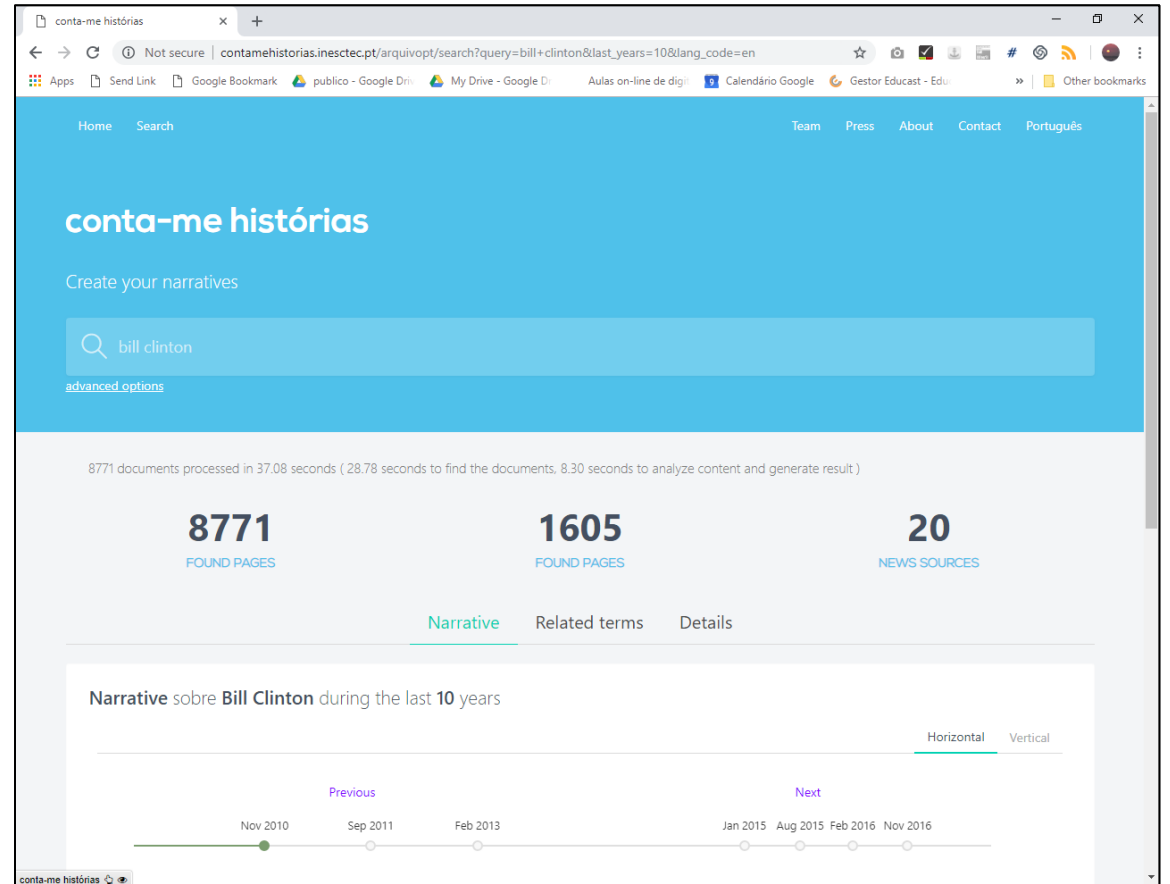 conta-me histórias
Not secure | contamehistorias.inesctec.pt/arquivopt/search?query=bill+clinton&last_years=10&lang_code=en
Apps Send Link Google Bookmark publico - Google Driv My Drive - Google Dr Aulas on-line de digit Calendário Google Gestor Educast - Edu » Other bookmarks
Home Search Team Press About Contact Português
conta-me histórias
Create your narratives
bill clinton
advanced options
8771 documents processed in 37.08 seconds ( 28.78 seconds to find the documents, 8.30 seconds to analyze content and generate result )
8771 1605 20
FOUND PAGES FOUND PAGES NEWS SOURCES
Narrative Related terms Details
Narrative sobre Bill Clinton during the last 10 years
Horizontal Vertical
Previous Next
Nov 2010 Sep 2011 Feb 2013 Jan 2015 Aug 2015 Feb 2016 Nov 2016
conta-me histórias